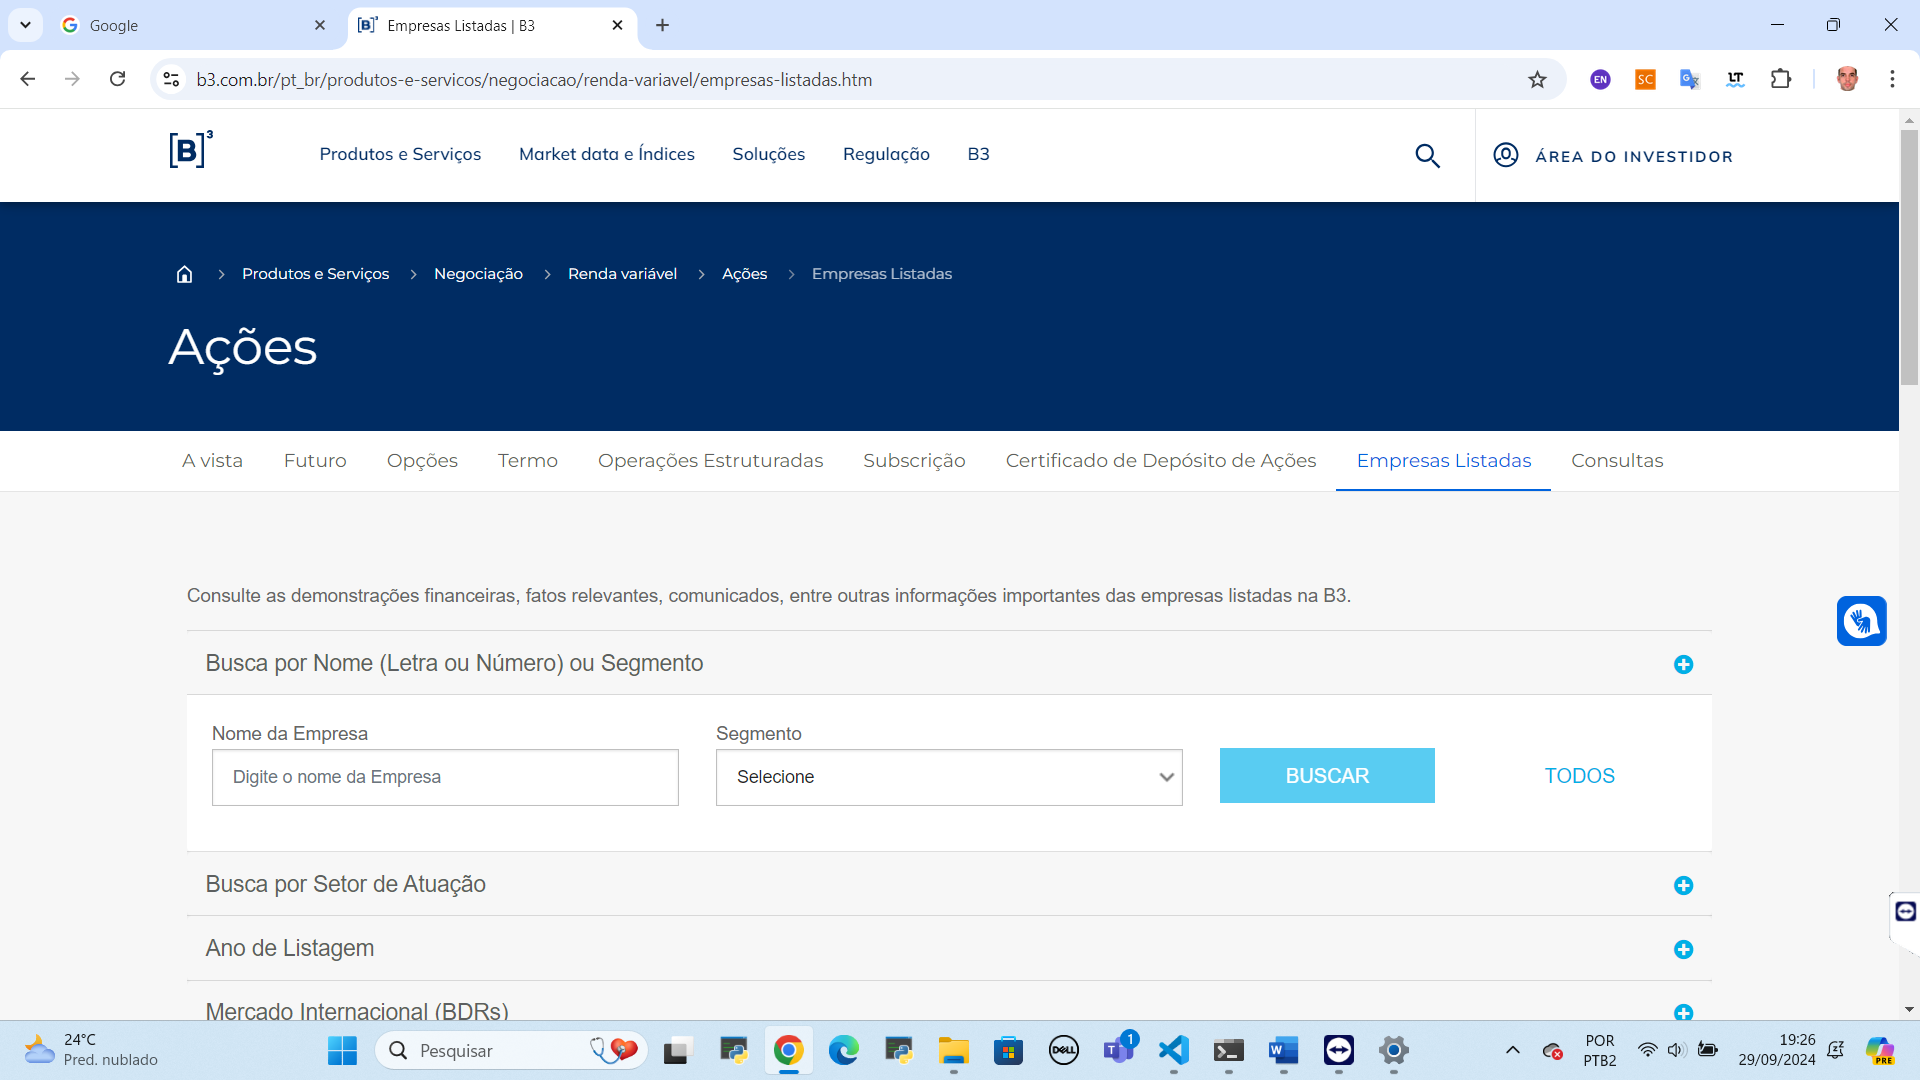 Google
Empresas Listadas | B3
b3.com.br/pt_br/produtos-e-servicos/negociacao/renda-variavel/empresas-listadas.htm
EN
SC
LT
[B]³
Produtos e Serviços
Market data e Índices
Soluções
Regulação
B3
ÁREA DO INVESTIDOR
Produtos e Serviços
Negociação
Renda variável
Ações
Empresas Listadas
Ações
A vista
Futuro
Opções
Termo
Operações Estruturadas
Subscrição
Certificado de Depósito de Ações
Empresas Listadas
Consultas
Consulte as demonstrações financeiras, fatos relevantes, comunicados, entre outras informações importantes das empresas listadas na B3.
Busca por Nome (Letra ou Número) ou Segmento
Nome da Empresa
Segmento
Digite o nome da Empresa
Selecione
BUSCAR
TODOS
Busca por Setor de Atuação
Ano de Listagem
Mercado Internacional (BDRs)
24°C
Pred. nublado
Pesquisar
DELL
1
POR
PTB2
19:26
29/09/2024
PRE